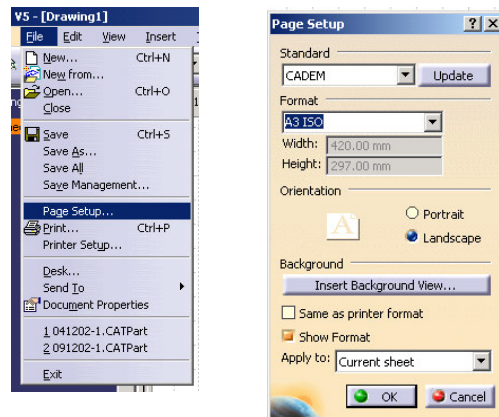 V5 - [Drawing1]
File Edit View Insert
New... Ctrl+N
New from...
Open... Ctrl+O
Close
Save Ctrl+S
Save As...
Save All
Save Management...
Page Setup...
Print... Ctrl+P
Printer Setup...
Desk...
Send To
Document Properties
1 041202-1.CATPart
2 091202-1.CATPart
Exit
Page Setup ? X
Standard
CADEM Update
Format
A3 ISO
Width: 420.00 mm
Height: 297.00 mm
Orientation
A Portrait
Landscape
Background
Insert Background View...
Same as printer format
Show Format
Apply to: Current sheet
OK Cancel